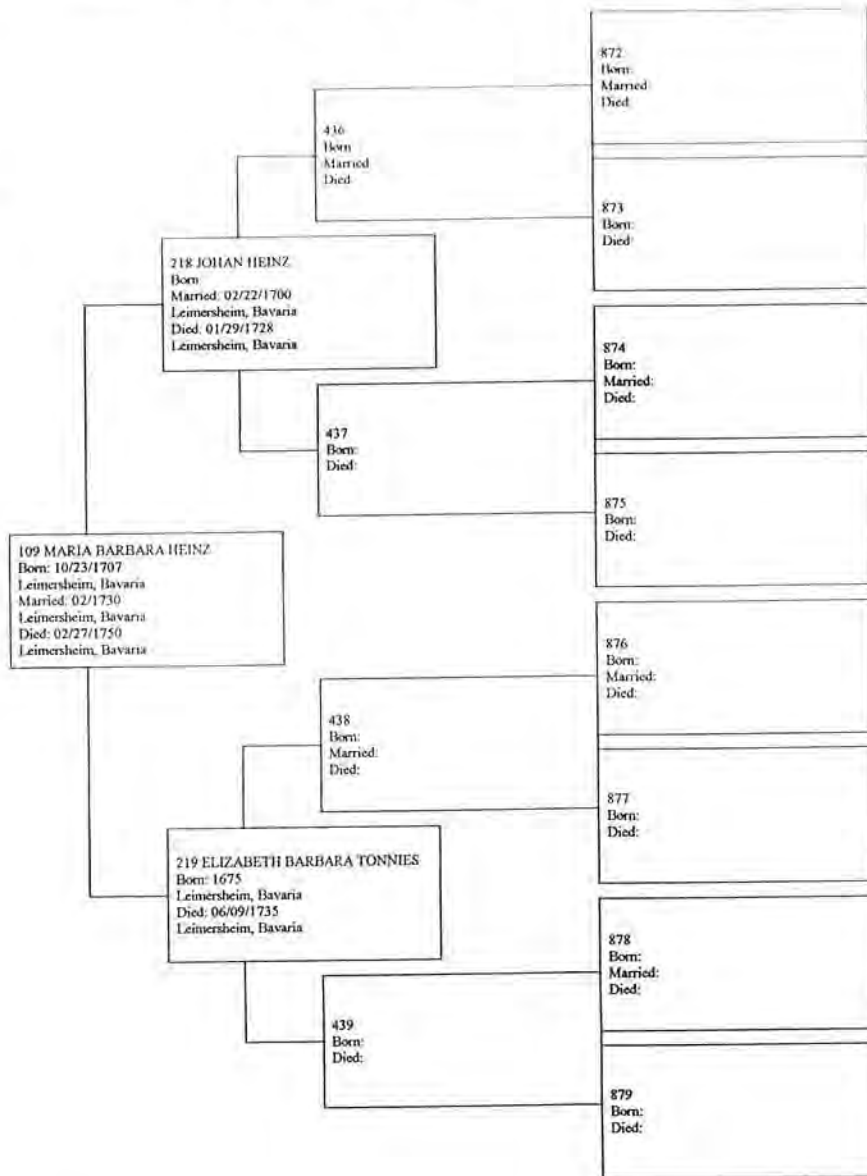 872
Born:
Married
Died
436
Born
Married
Died
873
Born:
Died
218 JOHAN HEINZ
Born
Married: 02/22/1700
Leimersheim, Bavaria
Died: 01/29/1728
Leimersheim, Bavaria
874
Born:
Married:
Died:
437
Born:
Died:
875
Born:
Died:
109 MARIA BARBARA HEINZ
Born: 10/23/1707
Leimersheim, Bavaria
Married: 02/1730
Leimersheim, Bavaria
Died: 02/27/1750
Leimersheim, Bavaria
876
Born:
Married:
Died:
438
Born:
Married:
Died:
877
Born:
Died:
219 ELIZABETH BARBARA TONNIES
Born: 1675
Leimersheim, Bavaria
Died: 06/09/1735
Leimersheim, Bavaria
878
Born:
Married:
Died:
439
Born:
Died:
879
Born:
Died: